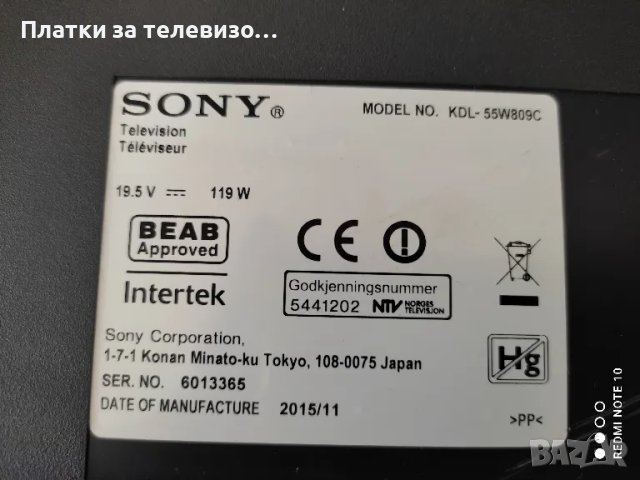 Платки за телевизо...
SONY®
MODEL NO. KDL-55W809C
Television
Téléviseur
19.5 V ⎓ 119 W
BEAB
Approved
CE
Intertek
Godkjenningsnummer
5441202 NTV NORGES TELEVISJON
Sony Corporation,
1-7-1 Konan Minato-ku Tokyo, 108-0075 Japan
Hg
SER. NO. 6013365
DATE OF MANUFACTURE 2015/11
>PP<
REDMI NOTE 10
BAZAR